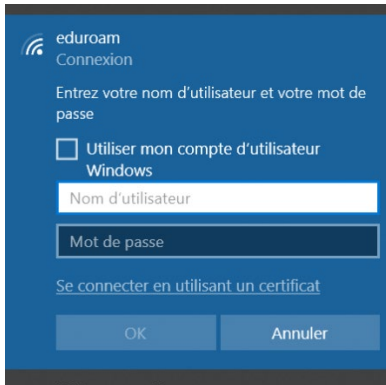 eduroam
Connexion
Entrez votre nom d'utilisateur et votre mot de
passe
Utiliser mon compte d'utilisateur
Windows
Nom d'utilisateur
Mot de passe
Se connecter en utilisant un certificat
OK
Annuler